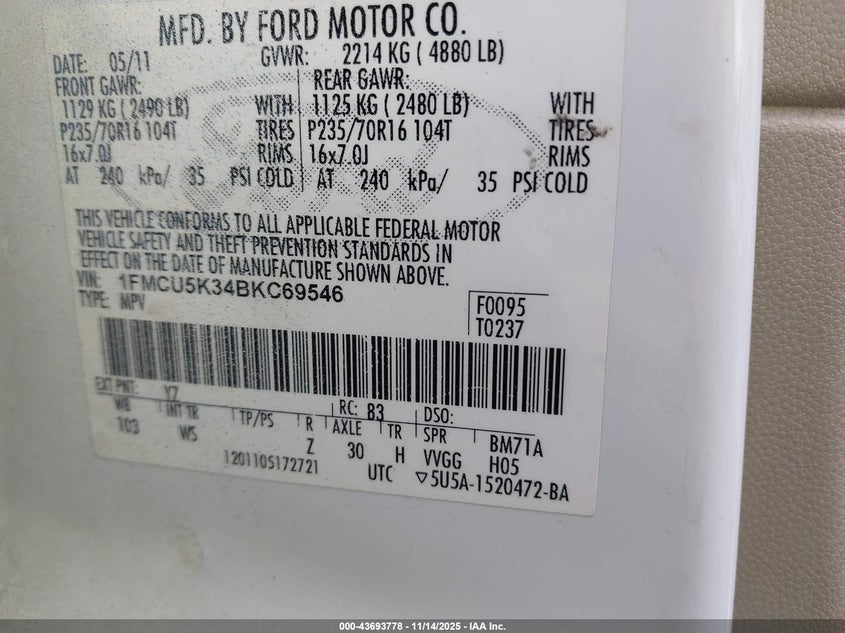 MFD. BY FORD MOTOR CO.
DATE: 05/11 GVWR: 2214 KG ( 4880 LB)
FRONT GAWR: REAR GAWR:
1129 KG ( 2490 LB) WITH 1125 KG ( 2480 LB) WITH
P235/70R16 104T TIRES P235/70R16 104T TIRES
16x7.0J RIMS 16x7.0J RIMS
AT 240 kPa/ 35 PSI COLD AT 240 kPa/ 35 PSI COLD
THIS VEHICLE CONFORMS TO ALL APPLICABLE FEDERAL MOTOR
VEHICLE SAFETY AND THEFT PREVENTION STANDARDS IN
EFFECT ON THE DATE OF MANUFACTURE SHOWN ABOVE.
VIN: 1FMCU5K34BKC69546
TYPE: MPV
F0095
T0237
EXT PNT: YZ RC: 83 DSO:
WB INT TR TP/PS R AXLE TR SPR BM71A
103 WS Z 30 H VVGG H05
1201105172721 UTC ▽5U5A-1520472-BA
000-43693778 - 11/14/2025 - IAA Inc.